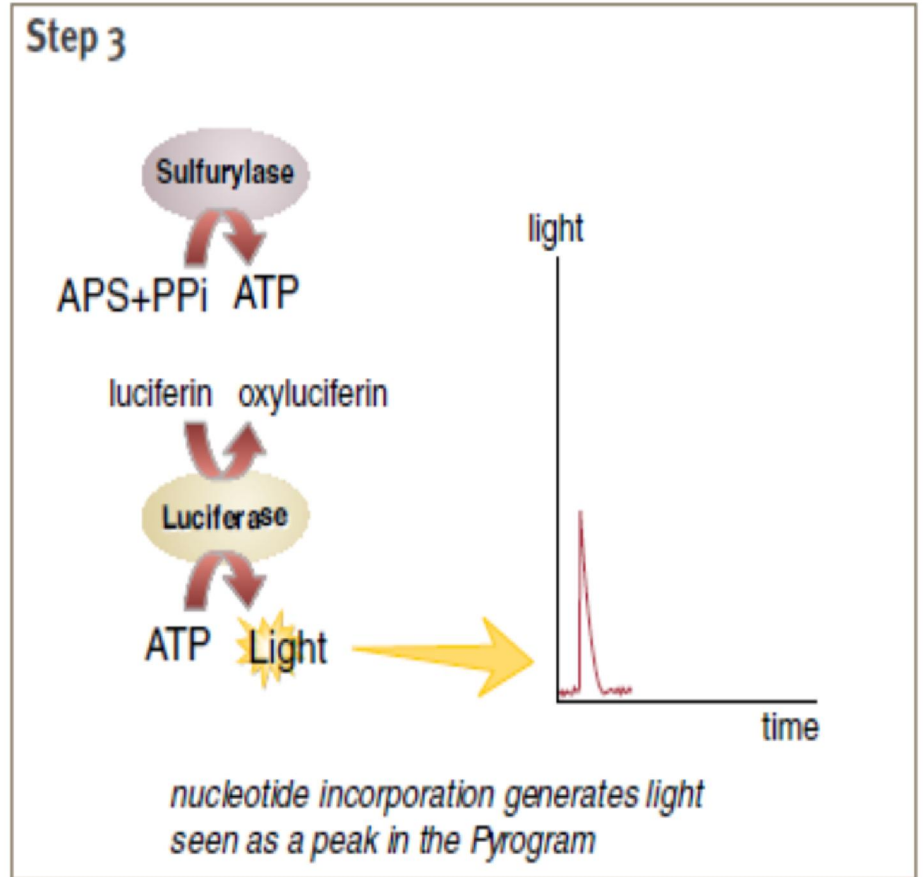 Step 3
Sulfurylase
APS+PPi ATP
luciferin oxyluciferin
Luciferase
ATP Light
light
time
nucleotide incorporation generates light
seen as a peak in the Pyrogram